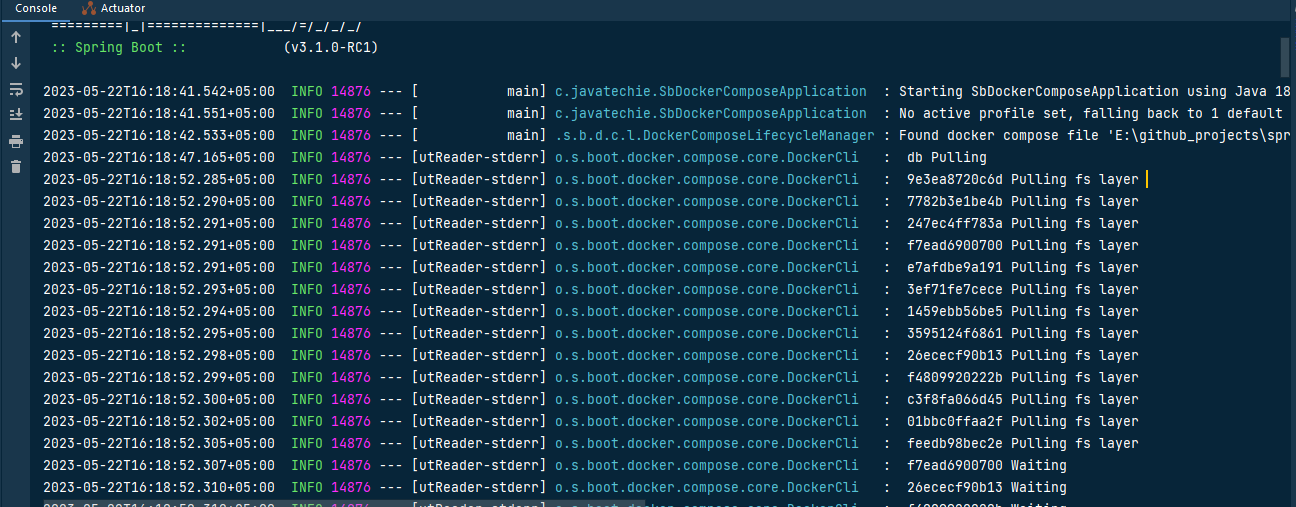 Console Actuator
=========|_|==============|___/=/_/_/_/
:: Spring Boot :: (v3.1.0-RC1)
2023-05-22T16:18:41.542+05:00 INFO 14876 --- [ main] c.javatechie.SbDockerComposeApplication : Starting SbDockerComposeApplication using Java 18
2023-05-22T16:18:41.551+05:00 INFO 14876 --- [ main] c.javatechie.SbDockerComposeApplication : No active profile set, falling back to 1 default
2023-05-22T16:18:42.533+05:00 INFO 14876 --- [ main] .s.b.d.c.l.DockerComposeLifecycleManager : Found docker compose file 'E:\github_projects\spr
2023-05-22T16:18:47.165+05:00 INFO 14876 --- [utReader-stderr] o.s.boot.docker.compose.core.DockerCli : db Pulling
2023-05-22T16:18:52.285+05:00 INFO 14876 --- [utReader-stderr] o.s.boot.docker.compose.core.DockerCli : 9e3ea8720c6d Pulling fs layer
2023-05-22T16:18:52.290+05:00 INFO 14876 --- [utReader-stderr] o.s.boot.docker.compose.core.DockerCli : 7782b3e1be4b Pulling fs layer
2023-05-22T16:18:52.291+05:00 INFO 14876 --- [utReader-stderr] o.s.boot.docker.compose.core.DockerCli : 247ec4ff783a Pulling fs layer
2023-05-22T16:18:52.291+05:00 INFO 14876 --- [utReader-stderr] o.s.boot.docker.compose.core.DockerCli : f7ead6900700 Pulling fs layer
2023-05-22T16:18:52.291+05:00 INFO 14876 --- [utReader-stderr] o.s.boot.docker.compose.core.DockerCli : e7afdbe9a191 Pulling fs layer
2023-05-22T16:18:52.293+05:00 INFO 14876 --- [utReader-stderr] o.s.boot.docker.compose.core.DockerCli : 3ef71fe7cece Pulling fs layer
2023-05-22T16:18:52.294+05:00 INFO 14876 --- [utReader-stderr] o.s.boot.docker.compose.core.DockerCli : 1459ebb56be5 Pulling fs layer
2023-05-22T16:18:52.295+05:00 INFO 14876 --- [utReader-stderr] o.s.boot.docker.compose.core.DockerCli : 3595124f6861 Pulling fs layer
2023-05-22T16:18:52.298+05:00 INFO 14876 --- [utReader-stderr] o.s.boot.docker.compose.core.DockerCli : 26ececf90b13 Pulling fs layer
2023-05-22T16:18:52.299+05:00 INFO 14876 --- [utReader-stderr] o.s.boot.docker.compose.core.DockerCli : f4809920222b Pulling fs layer
2023-05-22T16:18:52.300+05:00 INFO 14876 --- [utReader-stderr] o.s.boot.docker.compose.core.DockerCli : c3f8fa066d45 Pulling fs layer
2023-05-22T16:18:52.302+05:00 INFO 14876 --- [utReader-stderr] o.s.boot.docker.compose.core.DockerCli : 01bbc0ffaa2f Pulling fs layer
2023-05-22T16:18:52.305+05:00 INFO 14876 --- [utReader-stderr] o.s.boot.docker.compose.core.DockerCli : feedb98bec2e Pulling fs layer
2023-05-22T16:18:52.307+05:00 INFO 14876 --- [utReader-stderr] o.s.boot.docker.compose.core.DockerCli : f7ead6900700 Waiting
2023-05-22T16:18:52.310+05:00 INFO 14876 --- [utReader-stderr] o.s.boot.docker.compose.core.DockerCli : 26ececf90b13 Waiting